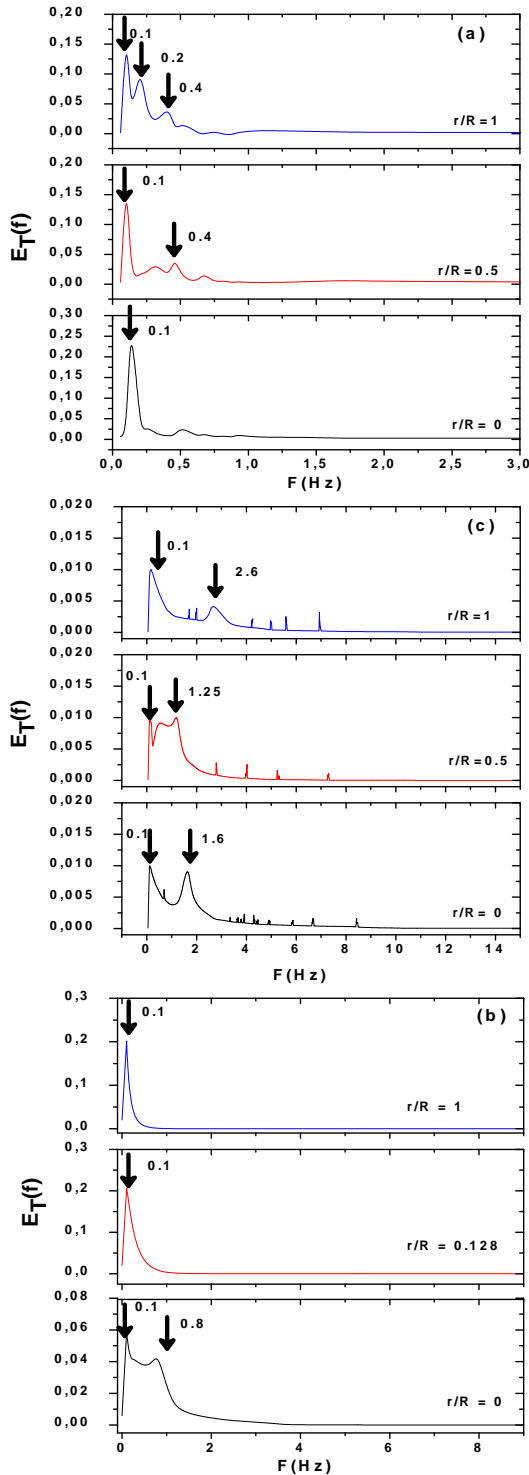 0,20
0.1
(a)
0,15
0.2
0,10
0.4
0,05
r/R=1
0,00
0,20
0.1
0,15
0,10
0.4
0,05
r/R=0.5
0,00
E_T(f)
0,30
0.1
0,25
0,20
0,15
0,10
0,05
r/R= 0
0,00
0,0 0,5 1,0 1,5 2,0 2,5 3,0
F(Hz)
0,020
(c)
0,015
0.1
2.6
0,010
0,005
r/R=1
0,000
0,020
0.1
1.25
0,015
0,010
0,005
r/R=0.5
0,000
E_T(f)
0,020
0,015
0.1
1.6
0,010
0,005
r/R= 0
0,000
0 2 4 6 8 10 12 14
F(Hz)
0,3
0.1
(b)
0,2
0,1
r/R = 1
0,0
0,3
0.1
0,2
0,1
r/R = 0.128
0,0
E_T(f)
0,08
0.1
0.8
0,06
0,04
0,02
r/R = 0
0,00
0 2 4 6 8
F(Hz)